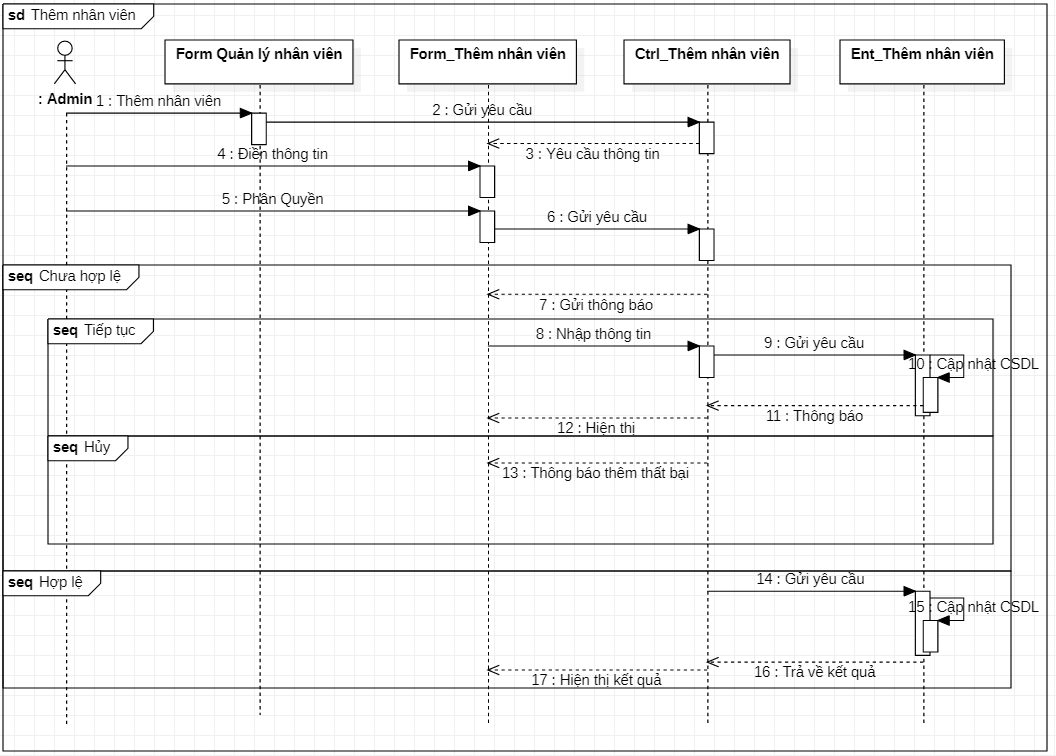 sd Thêm nhân viên
Form Quản lý nhân viên
Form_Thêm nhân viên
Ctrl_Thêm nhân viên
Ent_Thêm nhân viên
: Admin
1 : Thêm nhân viên
2 : Gửi yêu cầu
3 : Yêu cầu thông tin
4 : Điền thông tin
5 : Phân Quyền
6 : Gửi yêu cầu
seq Chưa hợp lệ
7 : Gửi thông báo
seq Tiếp tục
8 : Nhập thông tin
9 : Gửi yêu cầu
10 : Cập nhật CSDL
11 : Thông báo
12 : Hiện thị
seq Hủy
13 : Thông báo thêm thất bại
seq Hợp lệ
14 : Gửi yêu cầu
15 : Cập nhật CSDL
16 : Trả về kết quả
17 : Hiện thị kết quả